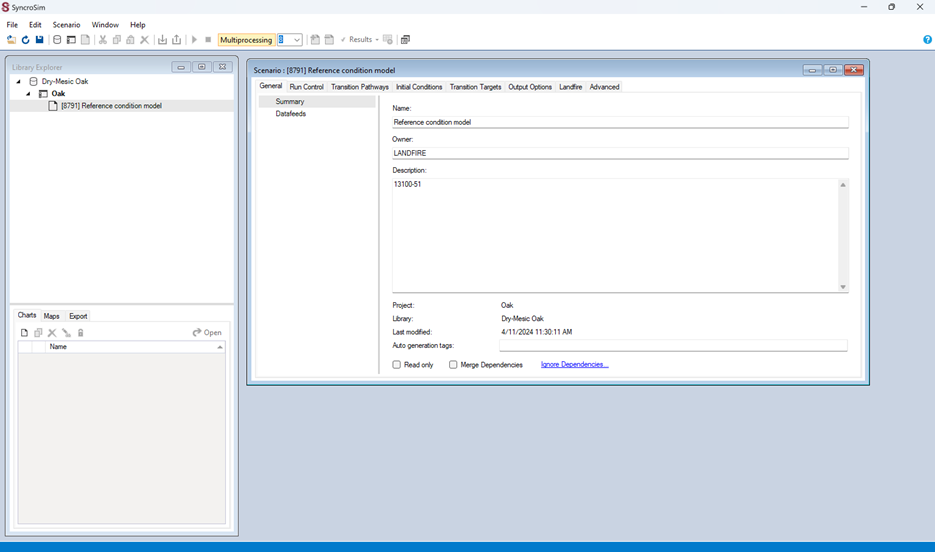 SyncroSim
File Edit Scenario Window Help
Multiprocessing 8 Results
Library Explorer
Dry-Mesic Oak
Oak
[8791] Reference condition model
Charts Maps Export
Open
Name
Scenario : [8791] Reference condition model
General Run Control Transition Pathways Initial Conditions Transition Targets Output Options Landfire Advanced
Summary
Datafeeds
Name:
Reference condition model
Owner:
LANDFIRE
Description:
13100-51
Project: Oak
Library: Dry-Mesic Oak
Last modified: 4/11/2024 11:30:11 AM
Auto generation tags:
Read only Merge Dependencies Ignore Dependencies...